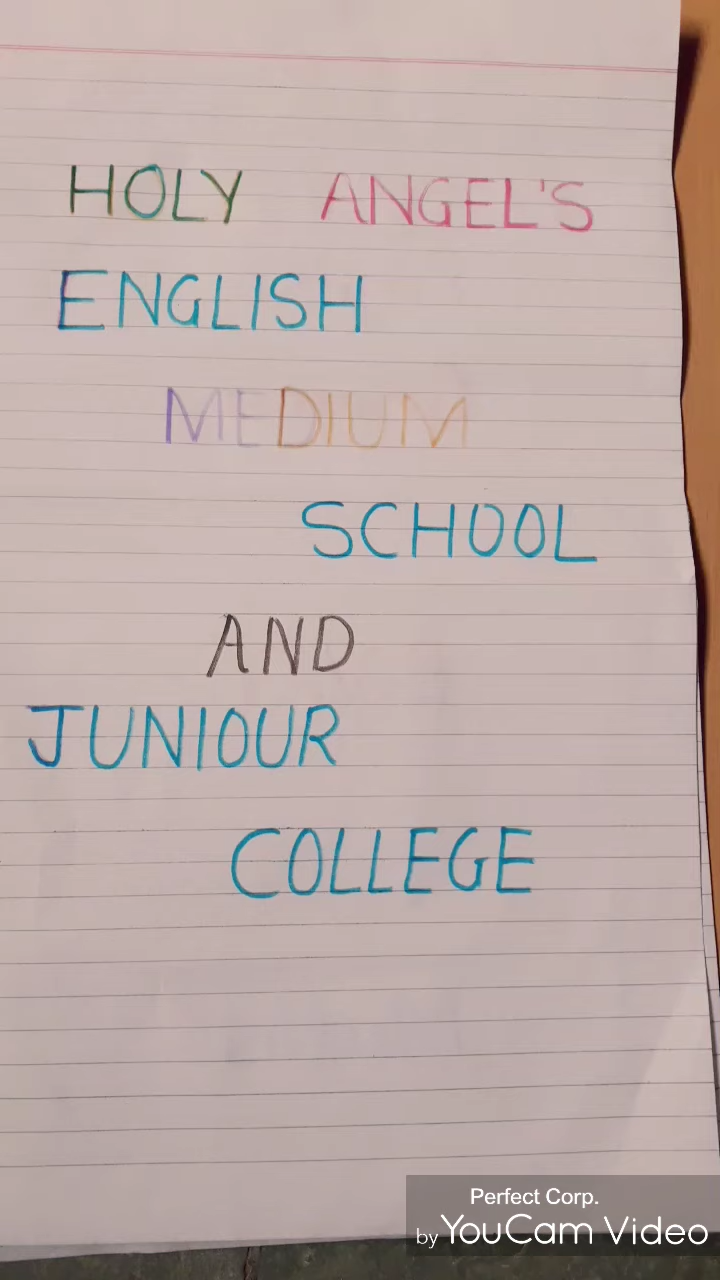 HOLY ANGEL'S
ENGLISH
MEDIUM
SCHOOL
AND
JUNIOUR
COLLEGE
Perfect Corp.
by YouCam Video